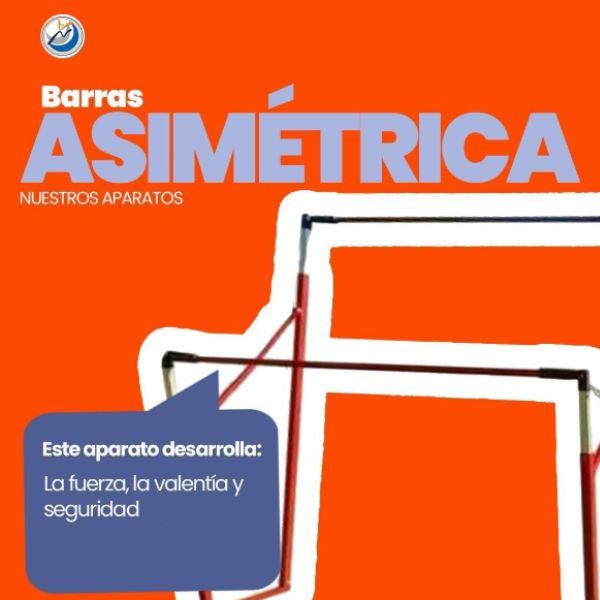 Barras
ASIMÉTRICA
NUESTROS APARATOS
Este aparato desarrolla:
La fuerza, la valentía y
seguridad